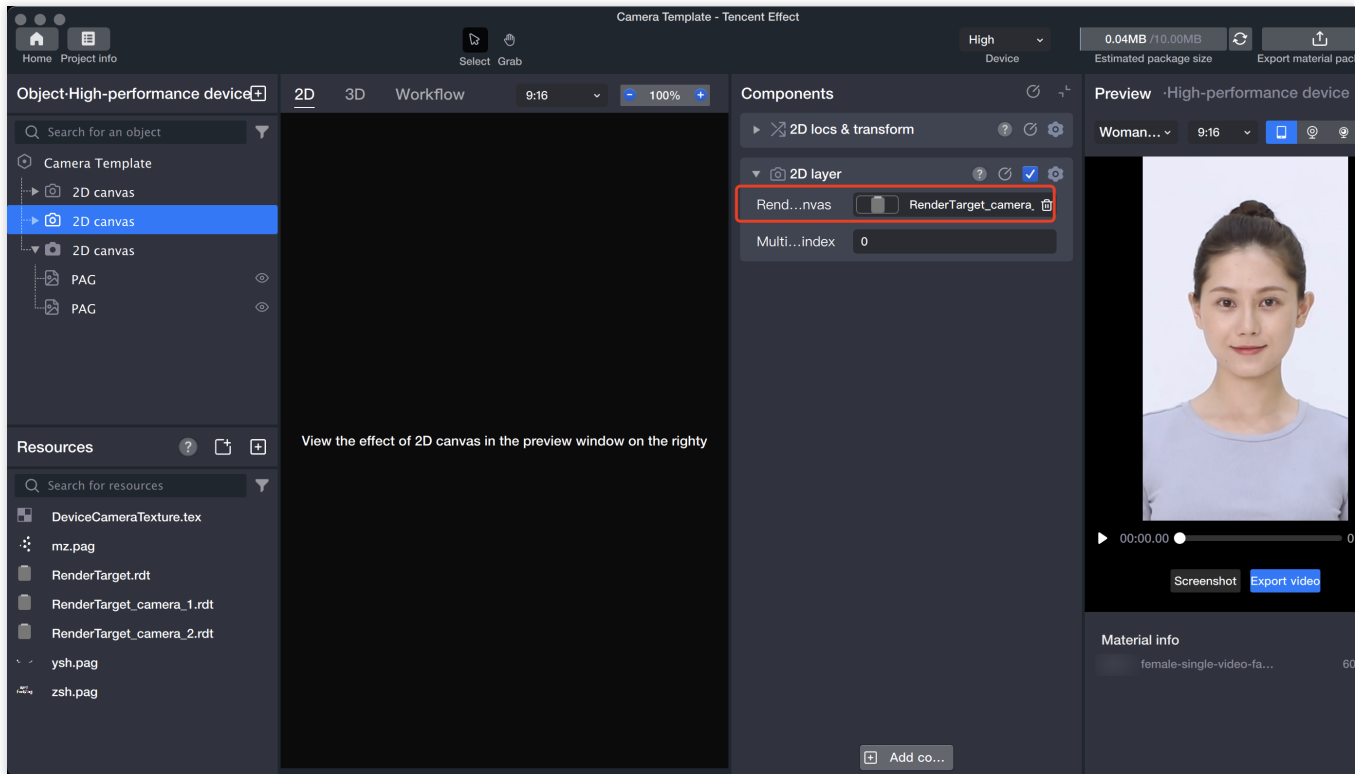 Camera Template - Tencent Effect
Home
Project info
Select
Grab
High
Device
0.04MB /10.00MB
Estimated package size
Export material pac
Object·High-performance device
Search for an object
Camera Template
2D canvas
2D canvas
2D canvas
PAG
PAG
Resources
Search for resources
DeviceCameraTexture.tex
mz.pag
RenderTarget.rdt
RenderTarget_camera_1.rdt
RenderTarget_camera_2.rdt
ysh.pag
zsh.pag
2D
3D
Workflow
9:16
100%
View the effect of 2D canvas in the preview window on the righty
Components
2D locs & transform
2D layer
Rend...nvas
RenderTarget_camera_
Multi...index
0
Add co...
Preview ·High-performance device
Woman...
9:16
00:00.00
0
Screenshot
Export video
Material info
female-single-video-fa...
60